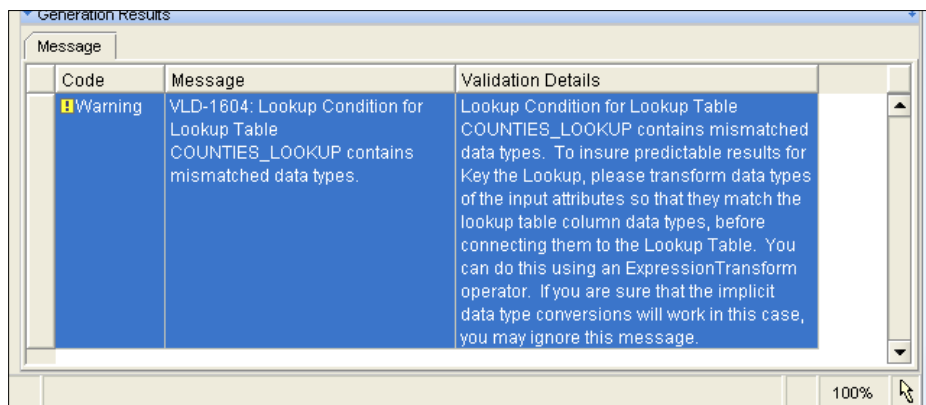 Generation Results
Message
Code Message Validation Details
Warning VLD-1604: Lookup Condition for Lookup Condition for Lookup Table
Lookup Table COUNTIES_LOOKUP contains mismatched
COUNTIES_LOOKUP contains data types. To insure predictable results for
mismatched data types. Key the Lookup, please transform data types
of the input attributes so that they match the
lookup table column data types, before
connecting them to the Lookup Table. You
can do this using an ExpressionTransform
operator. If you are sure that the implicit
data type conversions will work in this case,
you may ignore this message.
100%